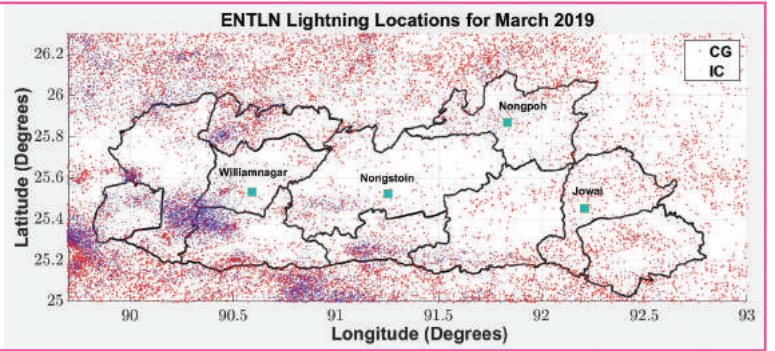 ENTLN Lightning Locations for March 2019
CG
IC
26.2
26
25.8
25.6
25.4
25.2
25
Latitude (Degrees)
Nongpoh
Williamnagar
Nongstoin
Jowai
90
90.5
91
91.5
92
92.5
93
Longitude (Degrees)